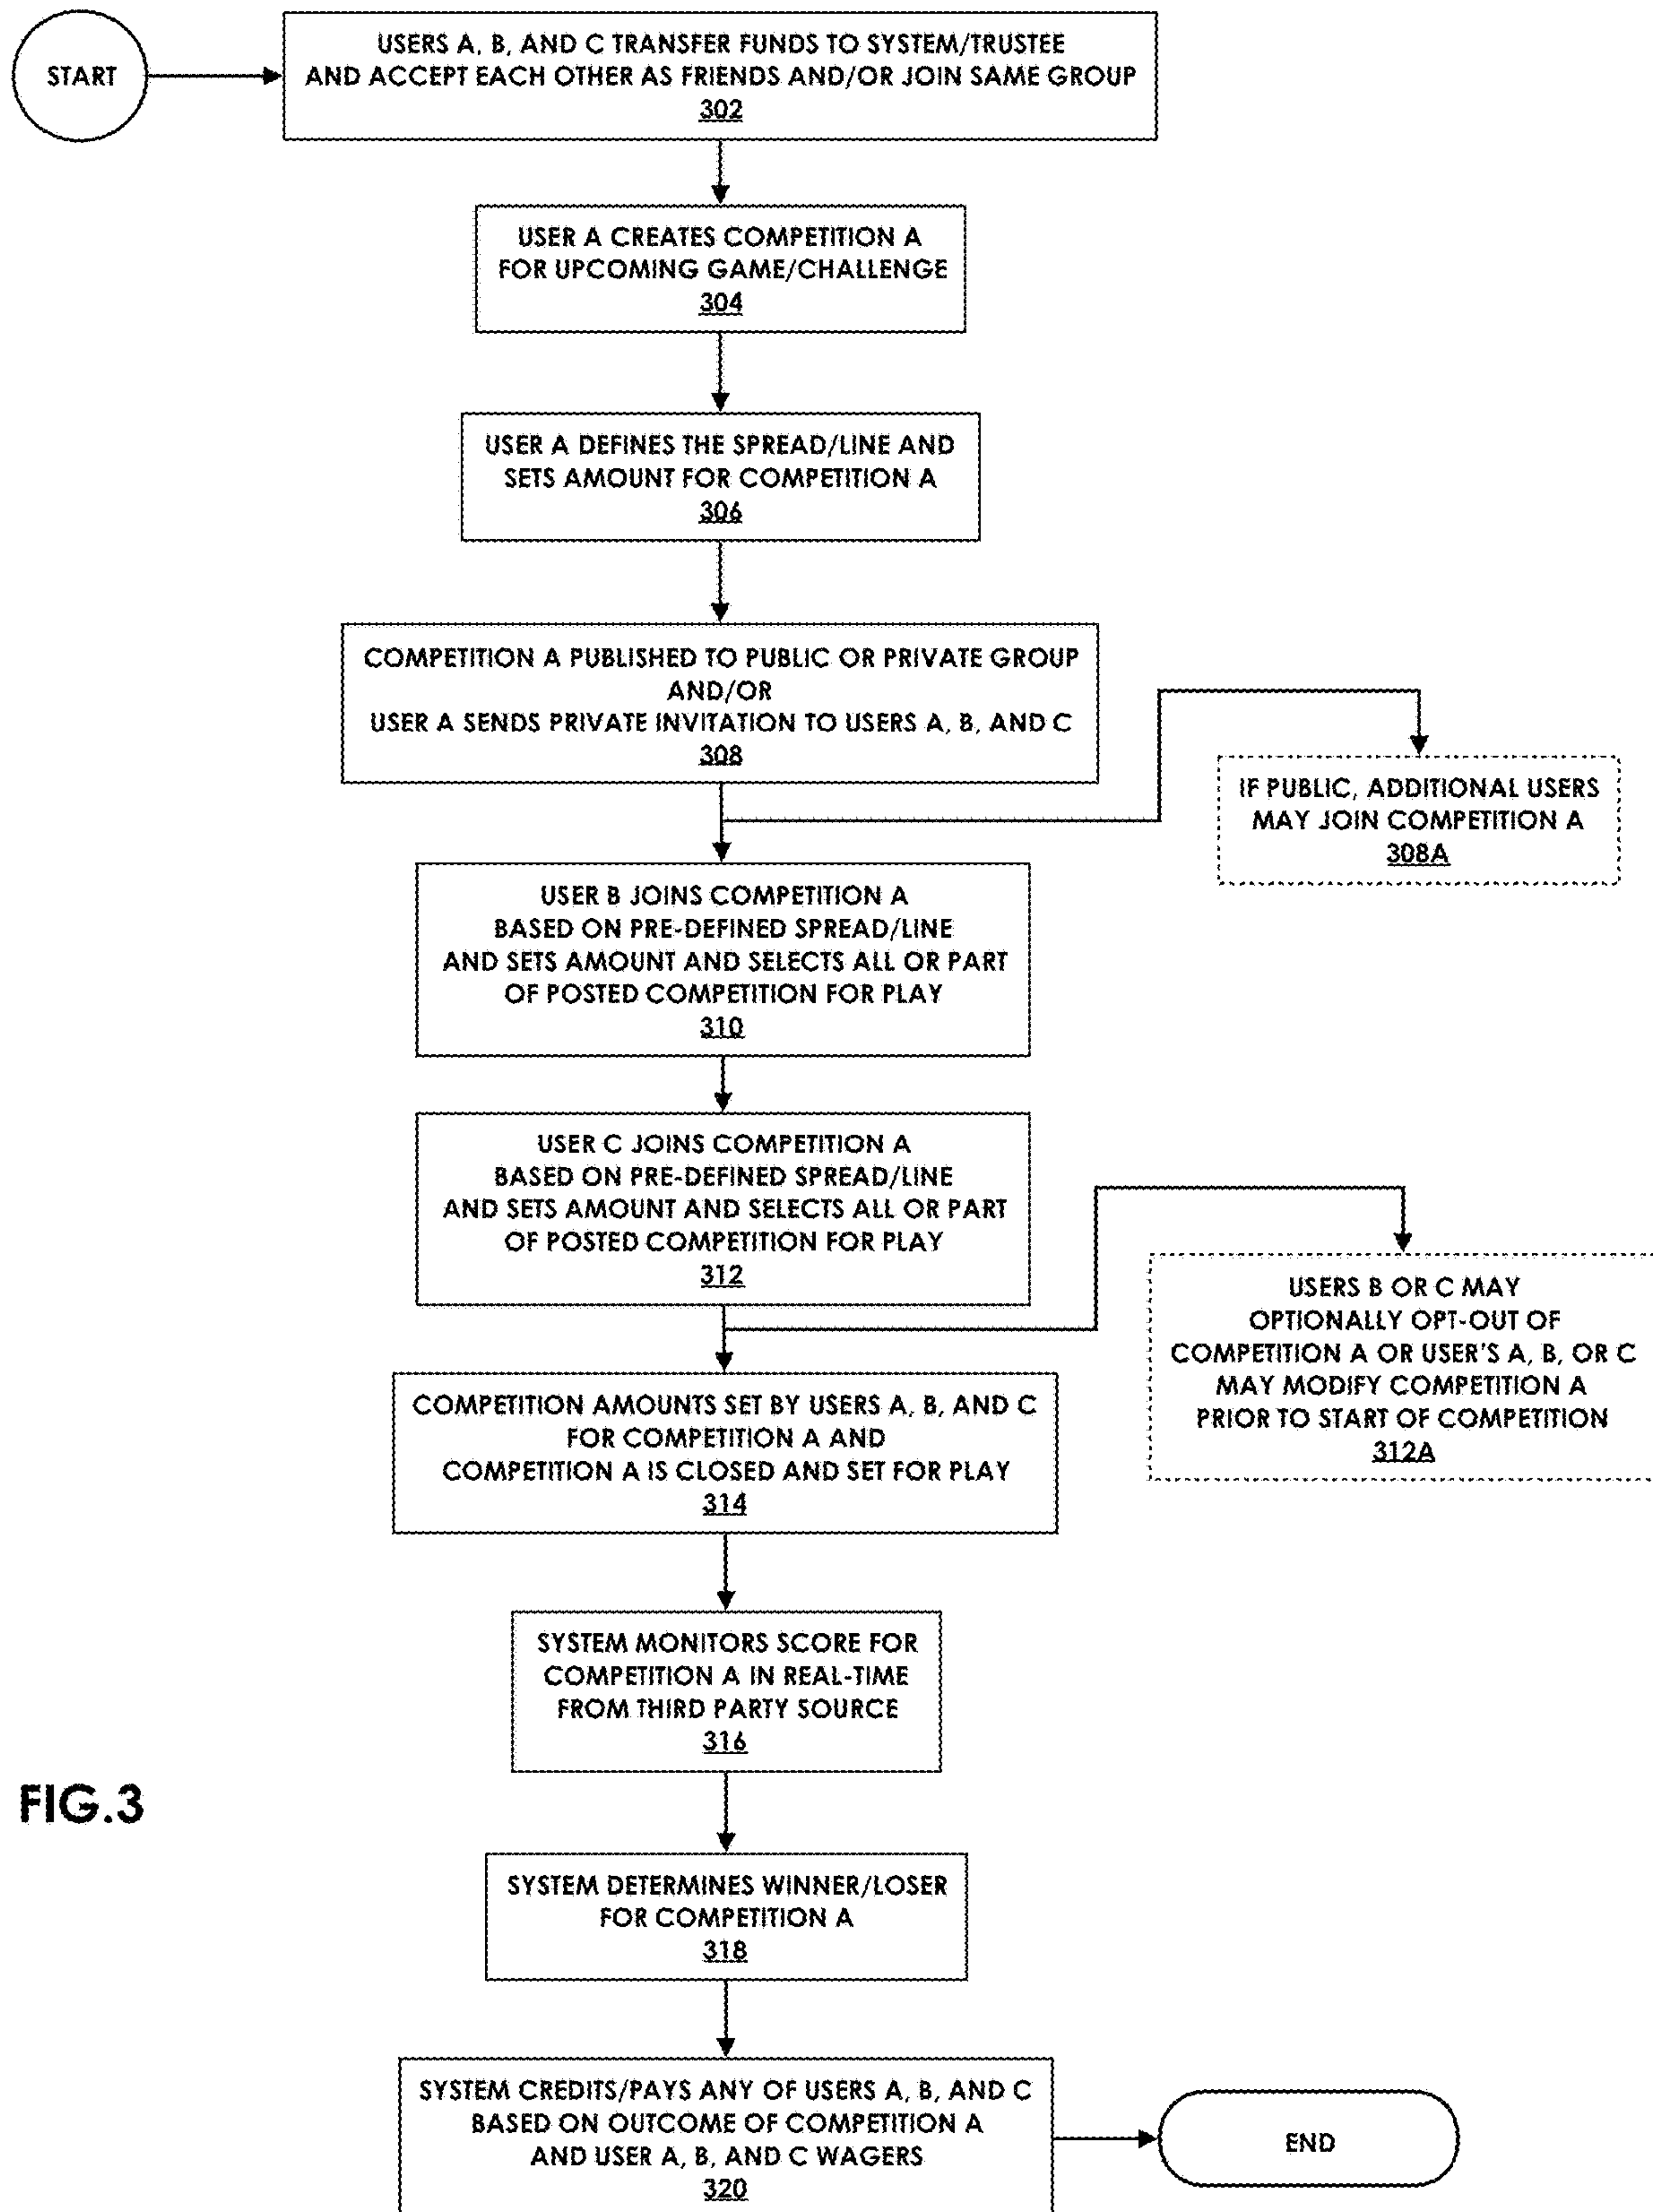 START
USERS A, B, AND C TRANSFER FUNDS TO SYSTEM/TRUSTEE
AND ACCEPT EACH OTHER AS FRIENDS AND/OR JOIN SAME GROUP
302
USER A CREATES COMPETITION A
FOR UPCOMING GAME/CHALLENGE
304
USER A DEFINES THE SPREAD/LINE AND
SETS AMOUNT FOR COMPETITION A
306
COMPETITION A PUBLISHED TO PUBLIC OR PRIVATE GROUP
AND/OR
USER A SENDS PRIVATE INVITATION TO USERS A, B, AND C
308
IF PUBLIC, ADDITIONAL USERS
MAY JOIN COMPETITION A
308A
USER B JOINS COMPETITION A
BASED ON PRE-DEFINED SPREAD/LINE
AND SETS AMOUNT AND SELECTS ALL OR PART
OF POSTED COMPETITION FOR PLAY
310
USER C JOINS COMPETITION A
BASED ON PRE-DEFINED SPREAD/LINE
AND SETS AMOUNT AND SELECTS ALL OR PART
OF POSTED COMPETITION FOR PLAY
312
USERS B OR C MAY
OPTIONALLY OPT-OUT OF
COMPETITION A OR USER'S A, B, OR C
MAY MODIFY COMPETITION A
PRIOR TO START OF COMPETITION
312A
COMPETITION AMOUNTS SET BY USERS A, B, AND C
FOR COMPETITION A AND
COMPETITION A IS CLOSED AND SET FOR PLAY
314
SYSTEM MONITORS SCORE FOR
COMPETITION A IN REAL-TIME
FROM THIRD PARTY SOURCE
316
FIG.3
SYSTEM DETERMINES WINNER/LOSER
FOR COMPETITION A
318
SYSTEM CREDITS/PAYS ANY OF USERS A, B, AND C
BASED ON OUTCOME OF COMPETITION A
AND USER A, B, AND C WAGERS
320
END